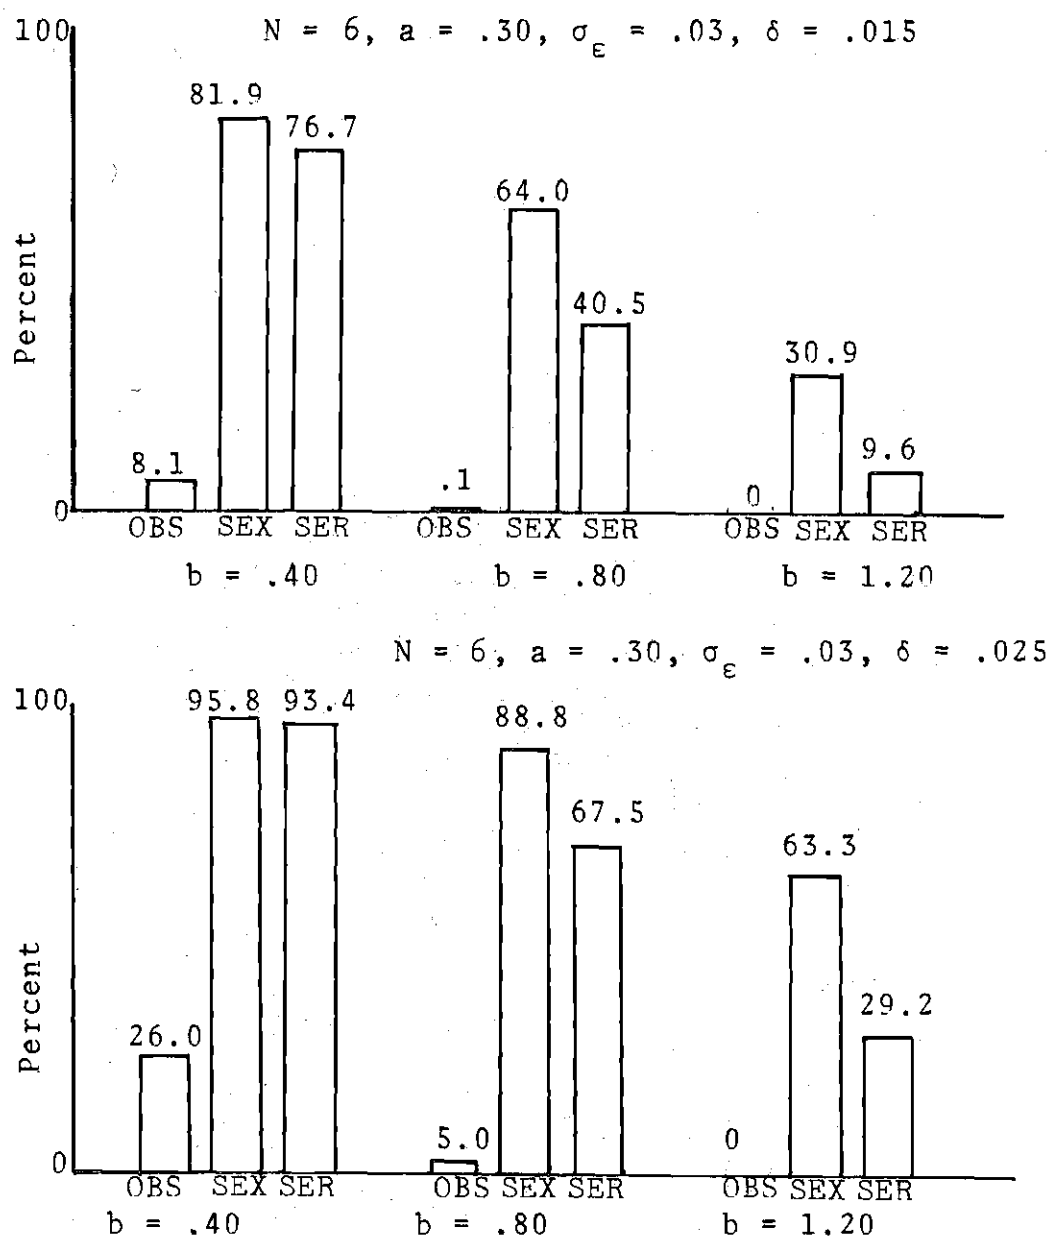 100 N = 6, a = .30, σε = .03, δ = .015
81.9
76.7
64.0
40.5
30.9
9.6
8.1
.1
0
Percent
0
OBS SEX SER OBS SEX SER OBS SEX SER
b = .40 b = .80 b = 1.20
N = 6, a = .30, σε = .03, δ = .025
100 95.8 93.4 88.8
67.5
63.3
29.2
26.0
5.0 0
Percent
0
OBS SEX SER OBS SEX SER OBS SEX SER
b = .40 b = .80 b = 1.20